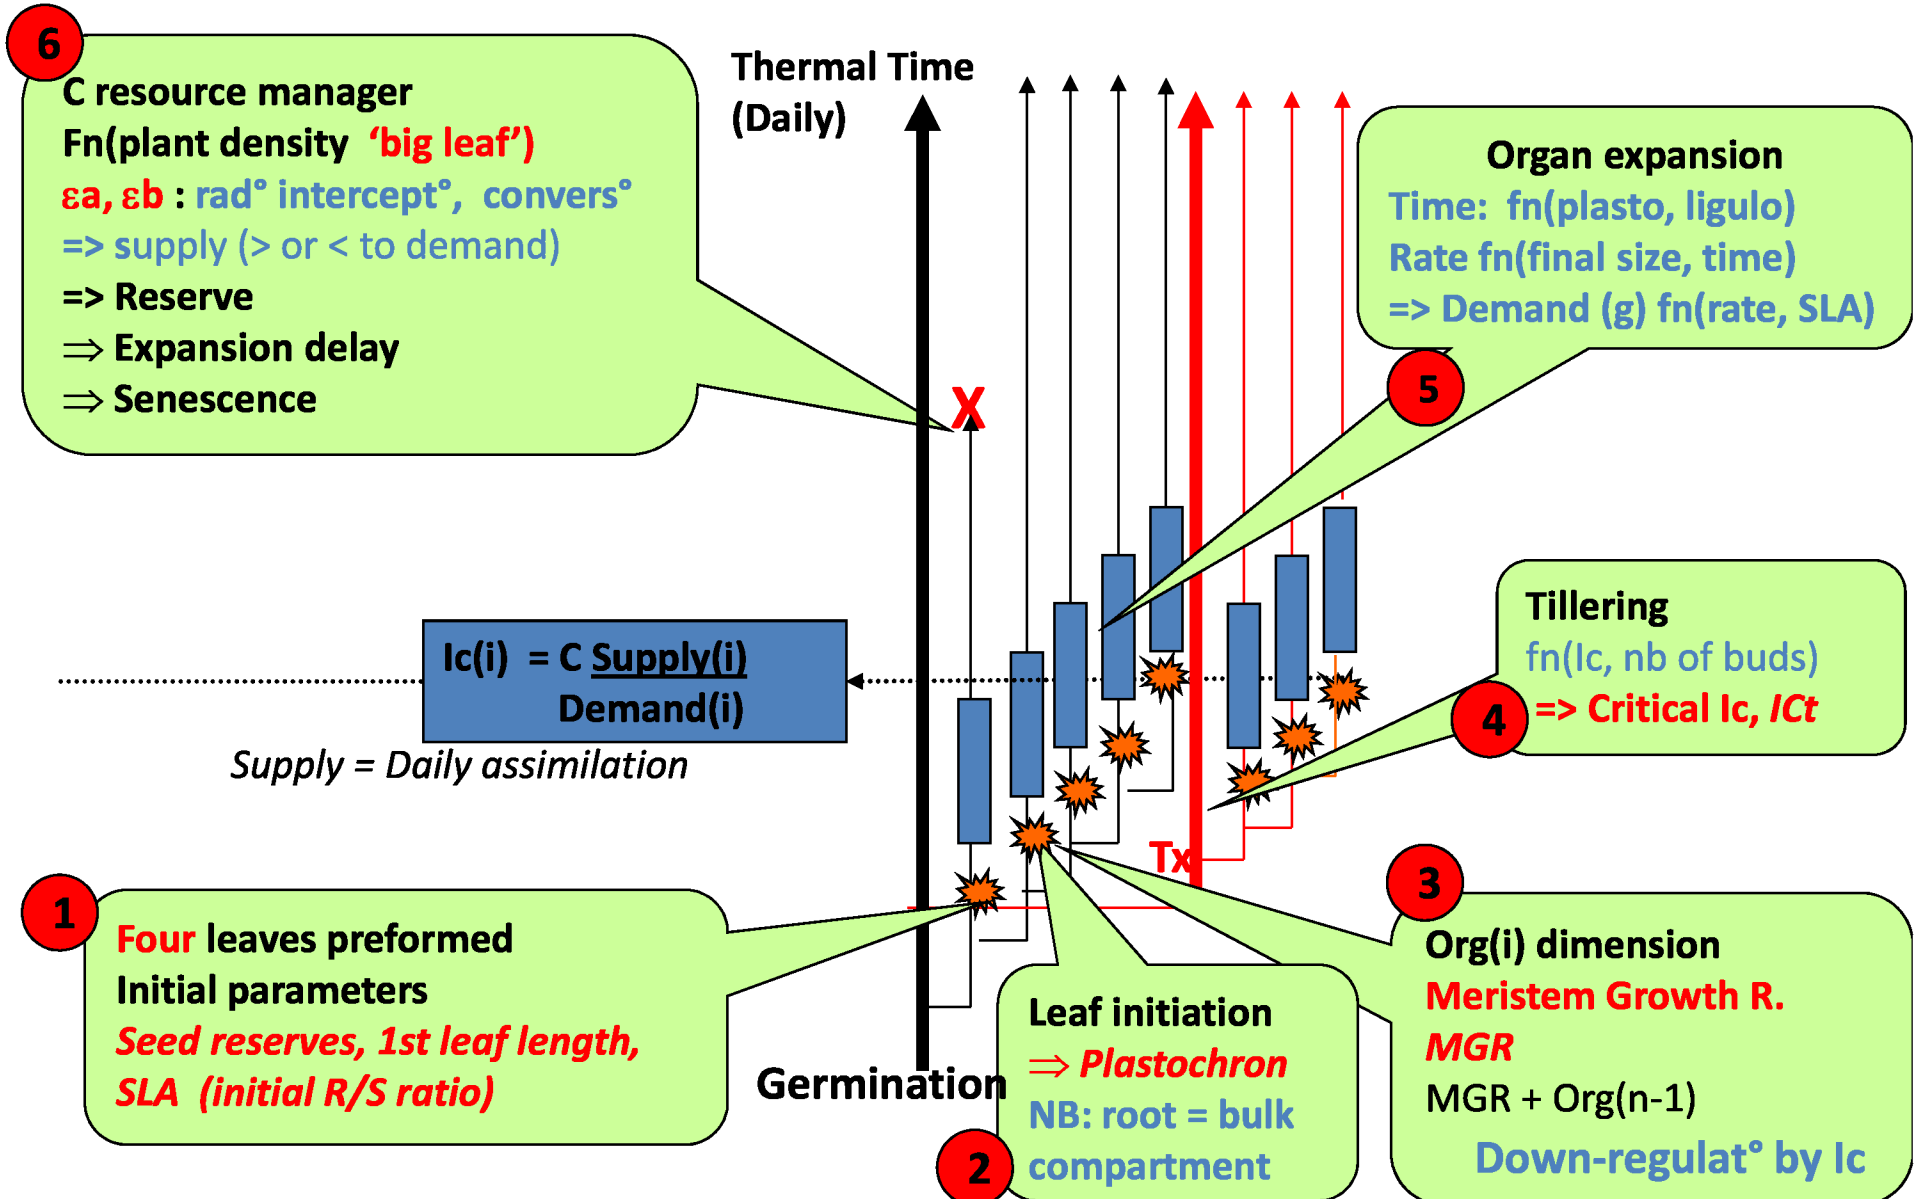 6
C resource manager
Fn(plant density ‘big leaf’)
εa, εb : rad° intercept°, convers°
=> supply (> or < to demand)
=> Reserve
⇒ Expansion delay
⇒ Senescence
Thermal Time
(Daily)
X
Organ expansion
Time: fn(plasto, ligulo)
Rate fn(final size, time)
=> Demand (g) fn(rate, SLA)
5
Ic(i) = C Supply(i)
Demand(i)
Supply = Daily assimilation
Tillering
fn(Ic, nb of buds)
=> Critical Ic, ICt
4
Tx
1
Four leaves preformed
Initial parameters
Seed reserves, 1st leaf length,
SLA (initial R/S ratio)
Germination
Leaf initiation
⇒ Plastochron
NB: root = bulk
compartment
2
3
Org(i) dimension
Meristem Growth R.
MGR
MGR + Org(n-1)
Down-regulat° by Ic